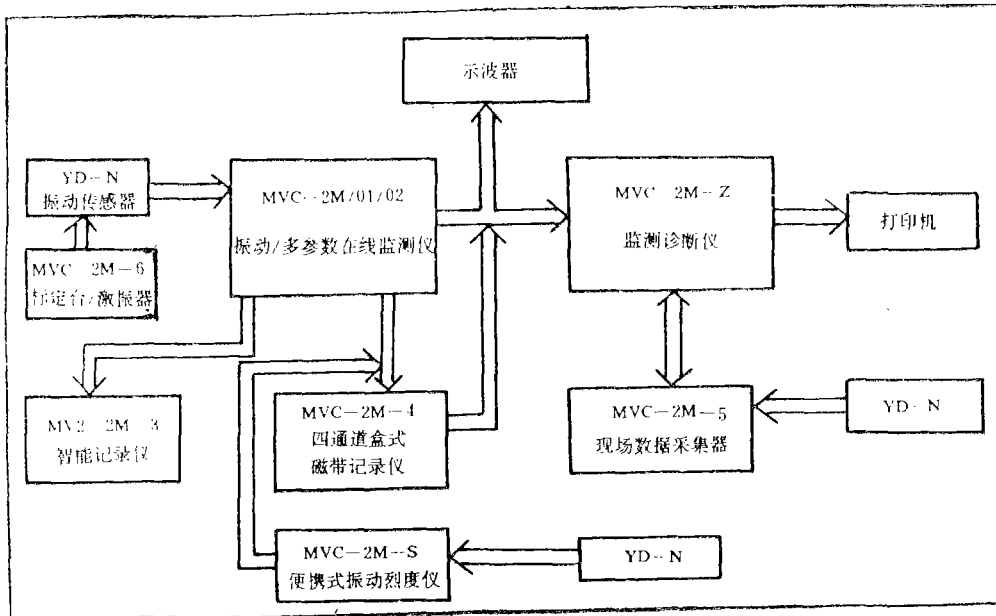 示波器
YD-N
振动传感器
MVC--2M/01/02
振动/多参数在线监测仪
MVC 2M-Z
监测诊断仪
打印机
MVC 2M-6
标定台/激振器
MV2 2M 3
智能记录仪
MVC-2M-4
四通道盒式
磁带记录仪
MVC-2M-5
现场数据采集器
YD-N
MVC-2M--S
便携式振动烈度仪
YD--N